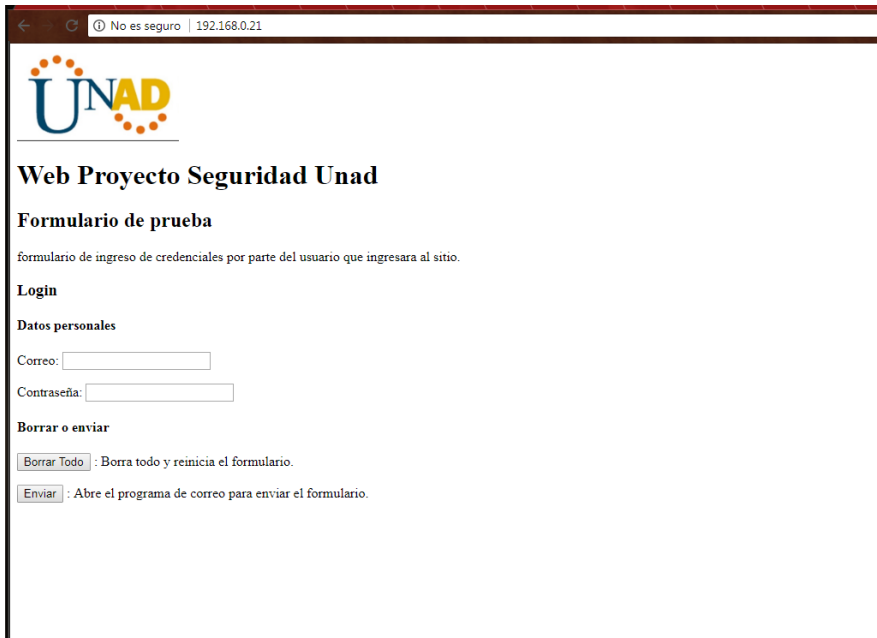 No es seguro | 192.168.0.21
UNAD
Web Proyecto Seguridad Unad
Formulario de prueba
formulario de ingreso de credenciales por parte del usuario que ingresara al sitio.
Login
Datos personales
Correo:
Contraseña:
Borrar o enviar
Borrar Todo : Borra todo y reinicia el formulario.
Enviar : Abre el programa de correo para enviar el formulario.